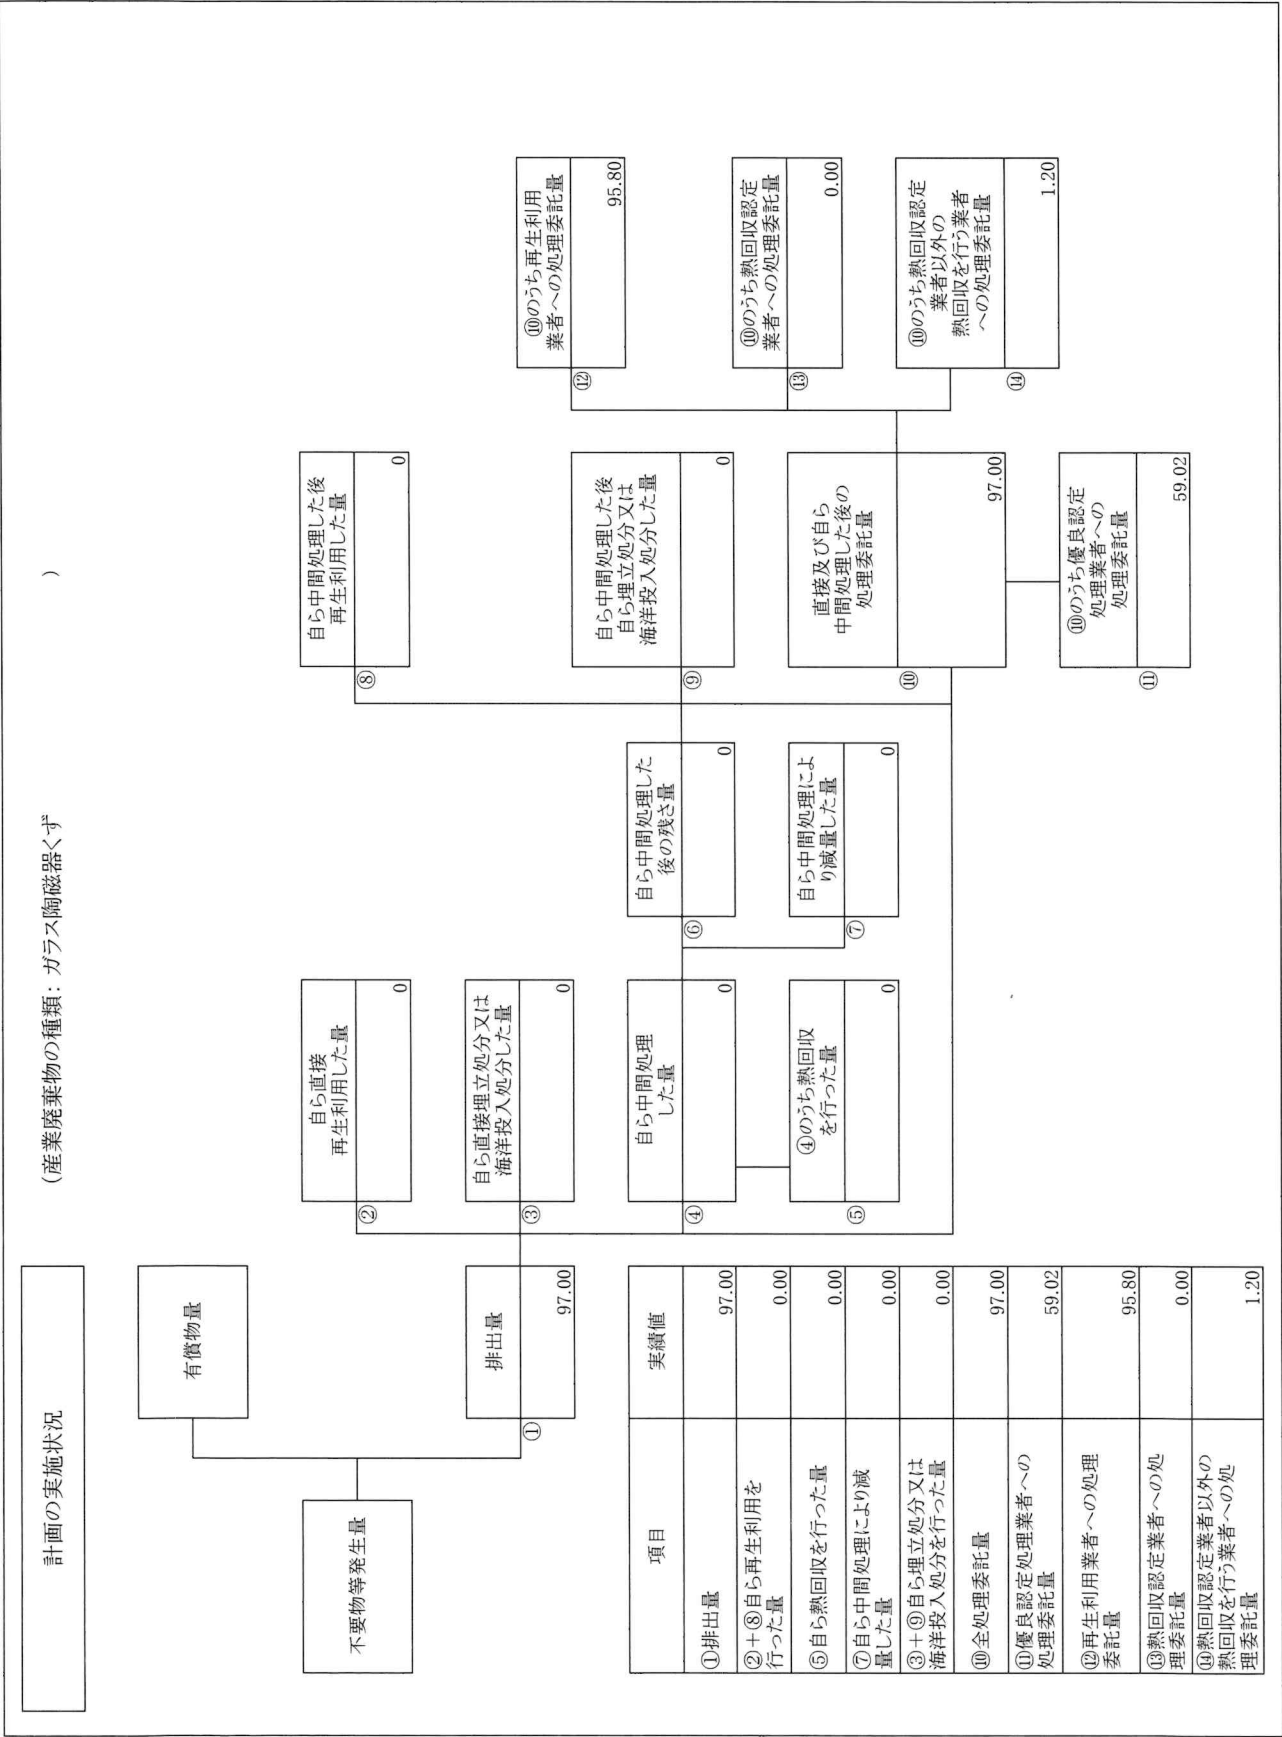 計画の実施状況
(産業廃棄物の種類：ガラス陶磁器くず
)
有償物量
不要物等発生量
①
排出量
97.00
②
自ら直接
再生利用した量
0
③
自ら直接埋立処分又は
海洋投入処分した量
0
④
自ら中間処理
した量
0
⑤
④のうち熱回収
を行った量
0
⑥
自ら中間処理した
後の残さ量
0
⑦
自ら中間処理によ
り減量した量
0
⑧
自ら中間処理した後
再生利用した量
0
⑨
自ら中間処理した後
自ら埋立処分又は
海洋投入処分した量
0
⑩
直接及び自ら
中間処理した後の
処理委託量
97.00
⑪
⑩のうち優良認定
処理業者への
処理委託量
59.02
⑫
⑩のうち再生利用
業者への処理委託量
95.80
⑬
⑩のうち熱回収認定
業者への処理委託量
0.00
⑭
⑩のうち熱回収認定
業者以外の
熱回収を行う業者
への処理委託量
1.20
項目 実績値
①排出量 97.00
②＋⑧自ら再生利用を
行った量 0.00
⑤自ら熱回収を行った量 0.00
⑦自ら中間処理により減
量した量 0.00
③＋⑨自ら埋立処分又は
海洋投入処分を行った量 0.00
⑩全処理委託量 97.00
⑪優良認定処理業者への
処理委託量 59.02
⑫再生利用業者への処理
委託量 95.80
⑬熱回収認定業者への処
理委託量 0.00
⑭熱回収認定業者以外の
熱回収を行う業者への処
理委託量 1.20